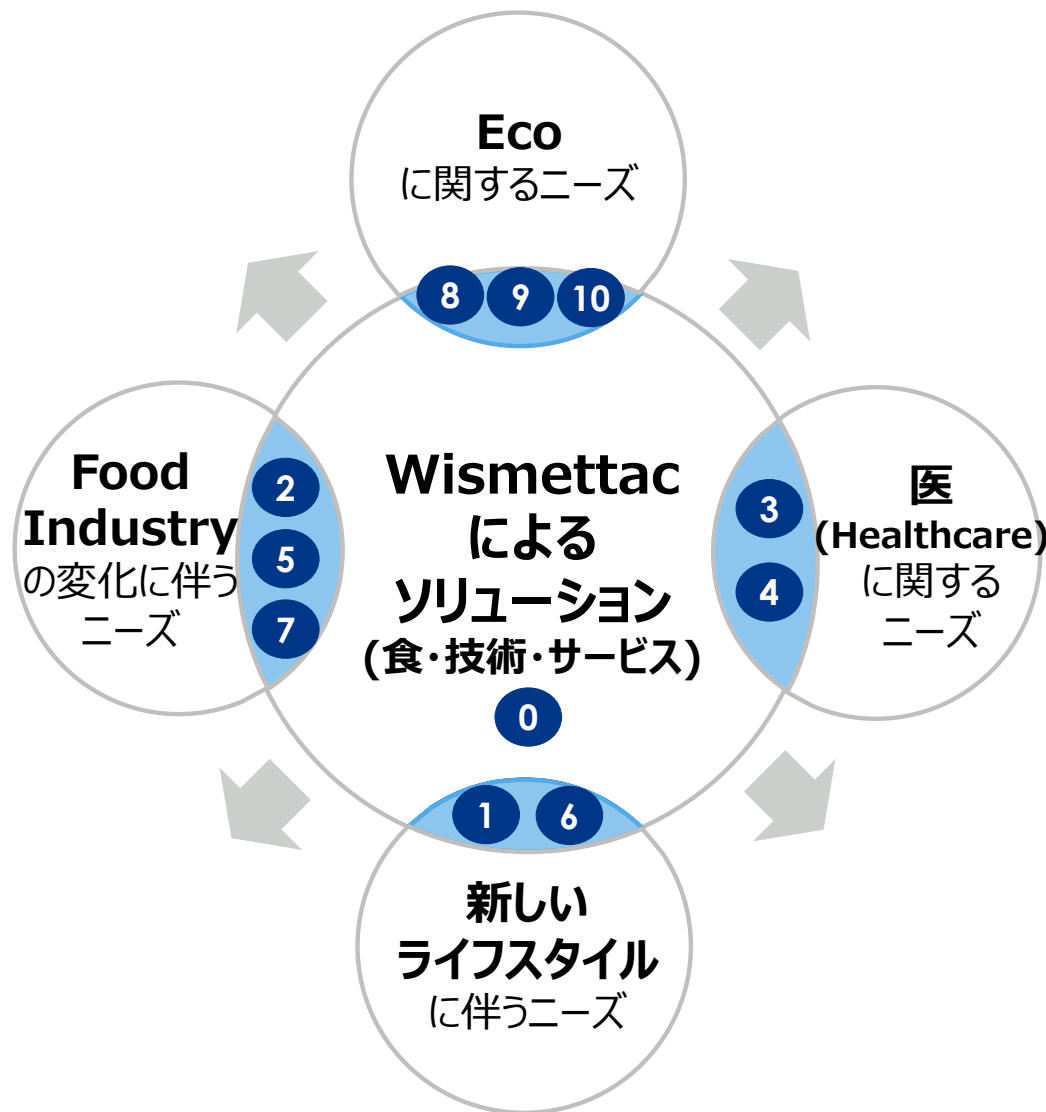 Eco
に関するニーズ
8 9 10
Food
Industry
の変化に伴う
ニーズ
2
5
7
Wismettac
による
ソリューション
(食・技術・サービス)
0
3
4
医
(Healthcare)
に関する
ニーズ
1 6
新しい
ライフスタイル
に伴うニーズ